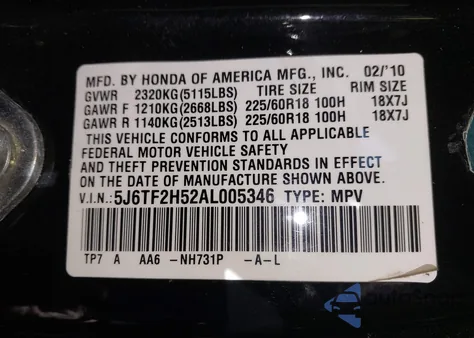 MFD. BY HONDA OF AMERICA MFG., INC. 02/'10
GVWR 2320KG(5115LBS) TIRE SIZE RIM SIZE
GAWR F 1210KG(2668LBS) 225/60R18 100H 18X7J
GAWR R 1140KG(2513LBS) 225/60R18 100H 18X7J
THIS VEHICLE CONFORMS TO ALL APPLICABLE
FEDERAL MOTOR VEHICLE SAFETY
AND THEFT PREVENTION STANDARDS IN EFFECT
ON THE DATE OF MANUFACTURE SHOWN ABOVE.
V.I.N.:5J6TF2H52AL005346 TYPE: MPV
TP7 A AA6 -NH731P -A-L